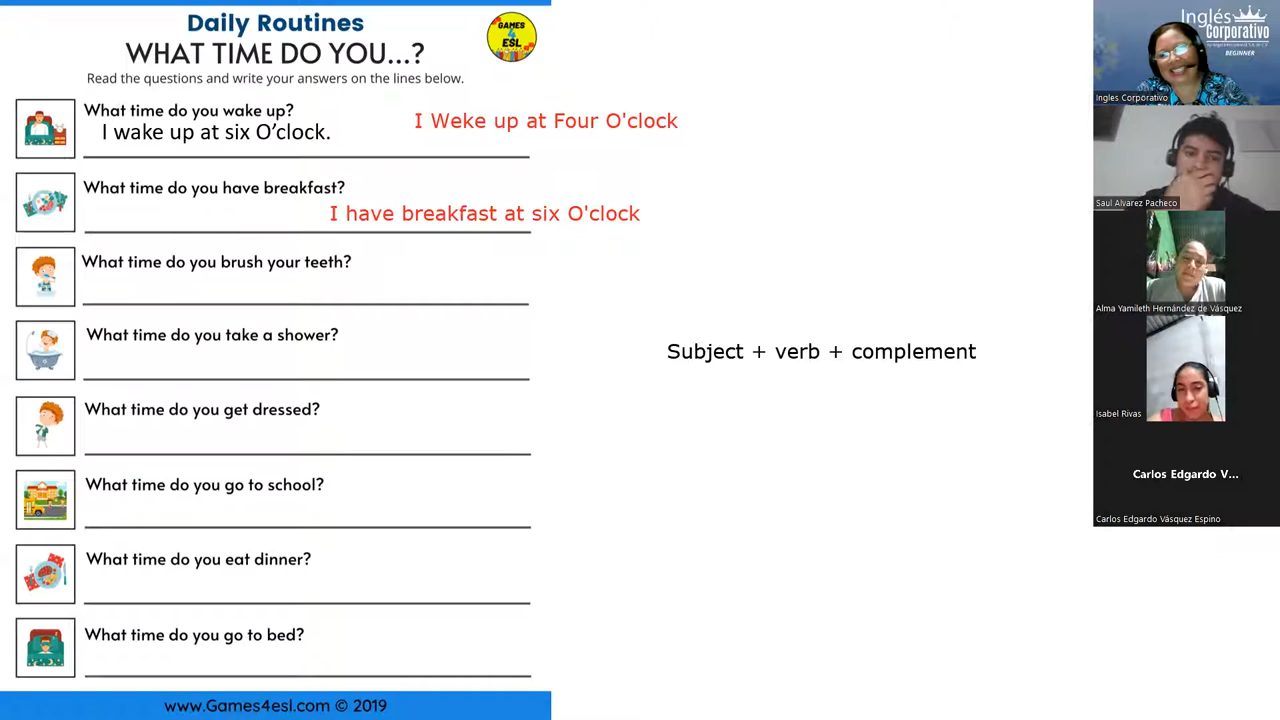 Daily Routines
WHAT TIME DO YOU...?
Read the questions and write your answers on the lines below.
GAMES
4
ESL
What time do you wake up?
I wake up at six O’clock.
I Weke up at Four O'clock
What time do you have breakfast?
I have breakfast at six O'clock
What time do you brush your teeth?
What time do you take a shower?
Subject + verb + complement
What time do you get dressed?
What time do you go to school?
What time do you eat dinner?
What time do you go to bed?
www.Games4esl.com © 2019
Inglés
Corporativo
BEGINNER
Ingles Corporativo
Saul Alvarez Pacheco
Alma Yamileth Hernández de Vásquez
Isabel Rivas
Carlos Edgardo V...
Carlos Edgardo Vásquez Espino